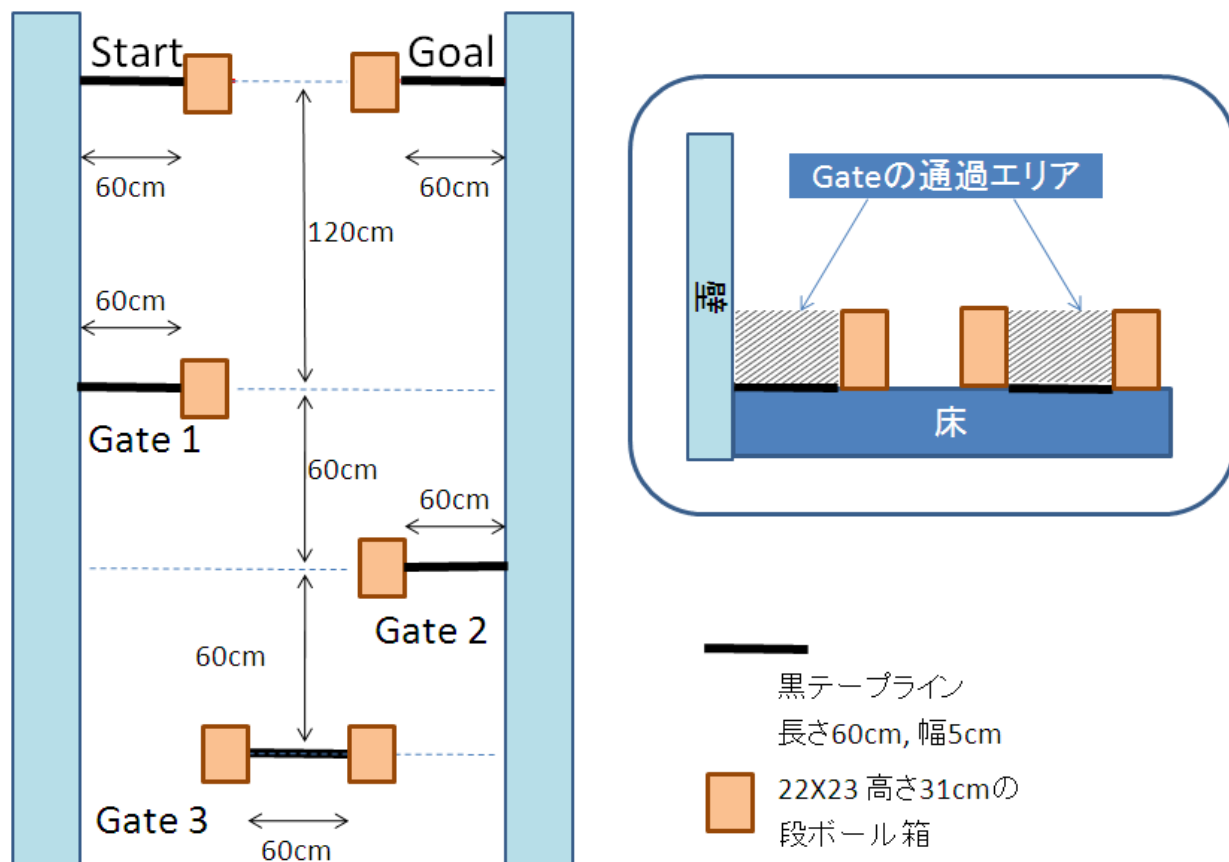 Start
Goal
60cm
60cm
120cm
60cm
Gate 1
60cm
60cm
Gate 2
60cm
Gate 3
60cm
Gateの通過エリア
壁
床
黒テープライン
長さ60cm, 幅5cm
22X23 高さ31cmの
段ボール箱